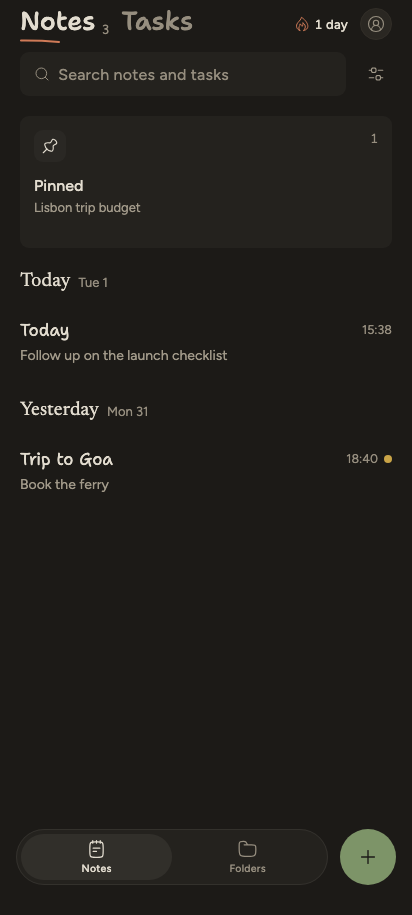 Notes 3 Tasks 1 day
Search notes and tasks
1
Pinned
Lisbon trip budget
Today Tue 1
Today 15:38
Follow up on the launch checklist
Yesterday Mon 31
Trip to Goa 18:40
Book the ferry
Notes Folders